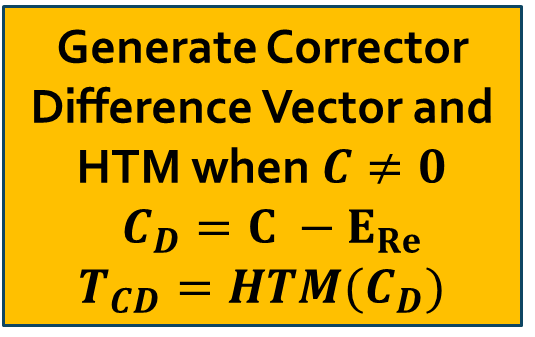 Generate Corrector
Difference Vector and
HTM when C ≠ 0
C_D = C − E_Re
T_CD = HTM(C_D)